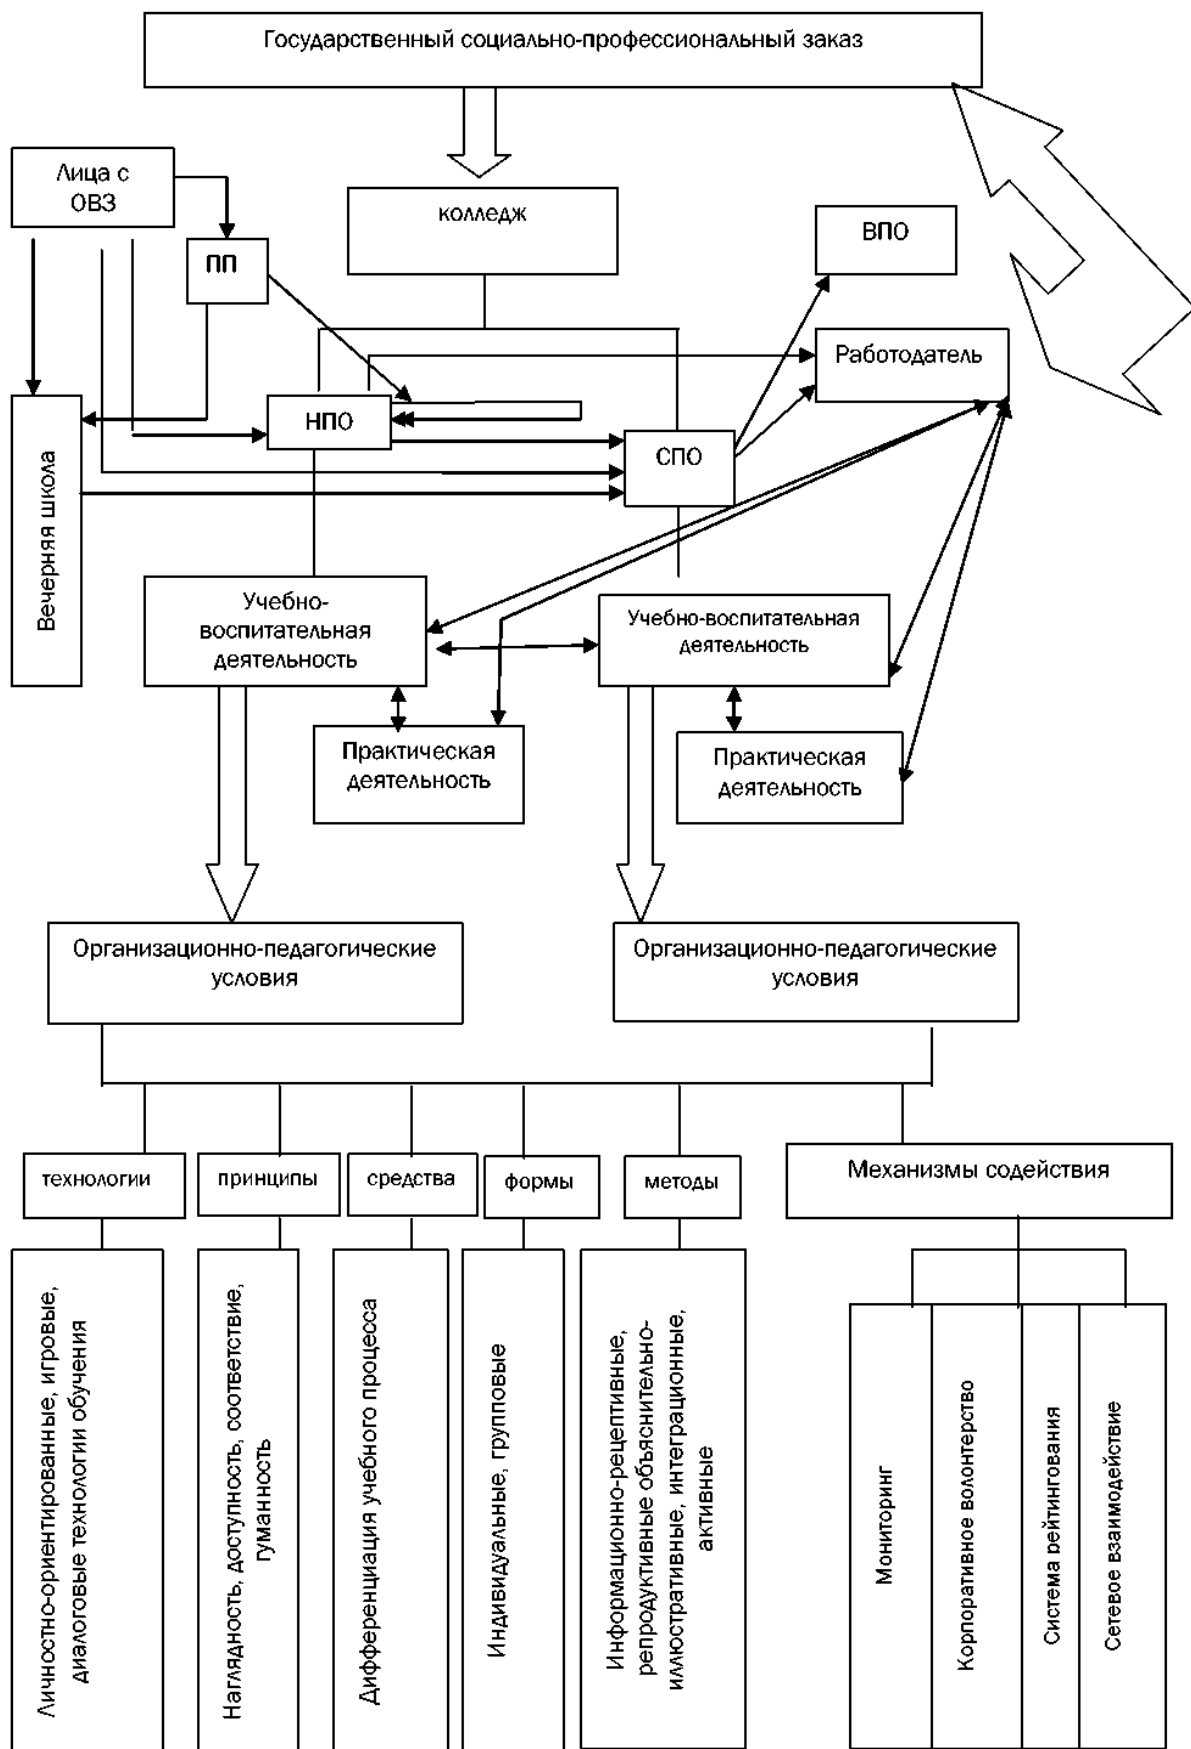 Государственный социально-профессиональный заказ
Лица с
ОВЗ
колледж
ВПО
ПП
Работодатель
НПО
СПО
Вечерняя школа
Учебно-
воспитательная
деятельность
Учебно-воспитательная
деятельность
Практическая
деятельность
Практическая
деятельность
Организационно-педагогические
условия
Организационно-педагогические
условия
технологии
принципы
средства
формы
методы
Механизмы содействия
Личностно-ориентированные, игровые,
диалоговые технологии обучения
Наглядность, доступность, соответствие,
гуманность
Дифференциация учебного процесса
Индивидуальные, групповые
Информационно-рецептивные,
репродуктивные объяснительно-
иллюстративные, интеграционные,
активные
Мониторинг
Корпоративное волонтерство
Система рейтингования
Сетевое взаимодействие